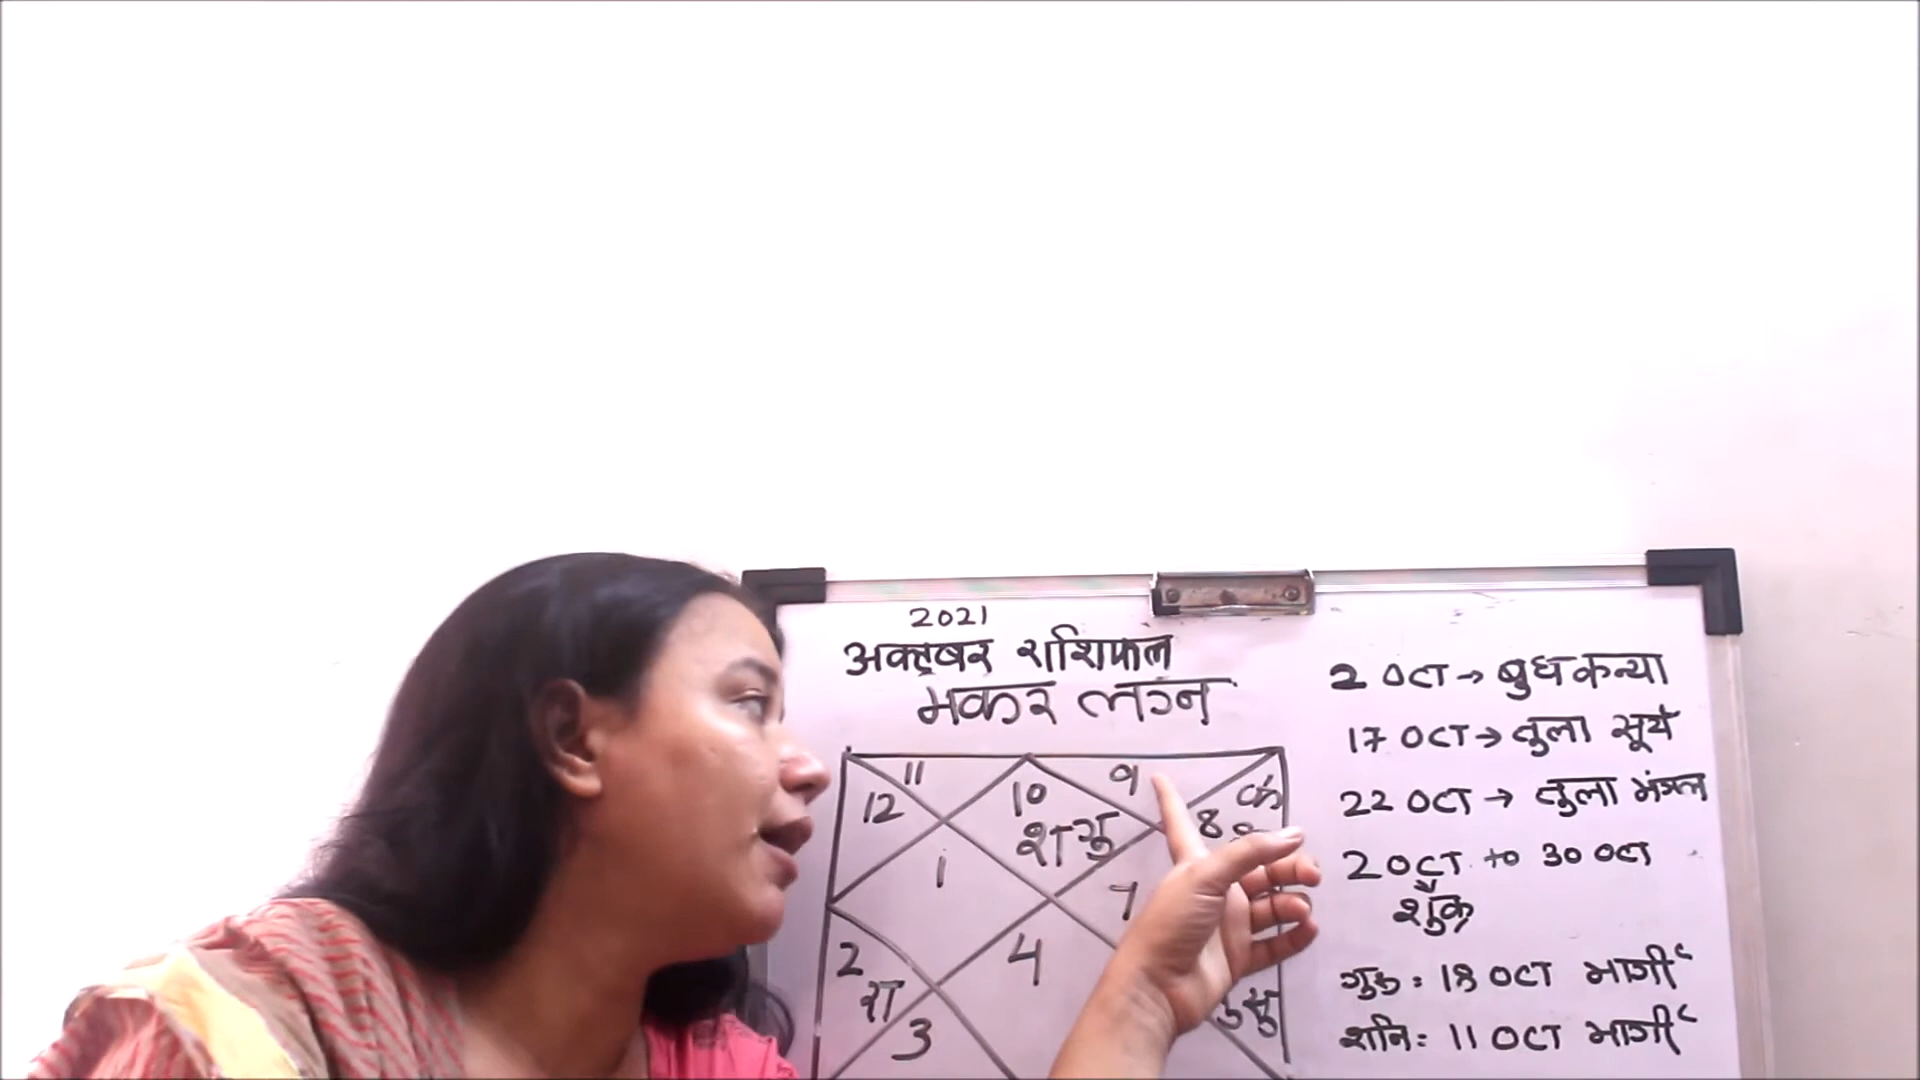 2021
अक्टूबर राशिफल
मकर लग्न
11
12
10
9
8
के
श गु
1
7
2
रा
4
3
2 OCT → बुध कन्या
17 OCT → तुला सूर्य
22 OCT → तुला मंगल
2 OCT to 30 OCT
शुक्र
गुरु : 18 OCT मार्गी
शनि : 11 OCT मार्गी